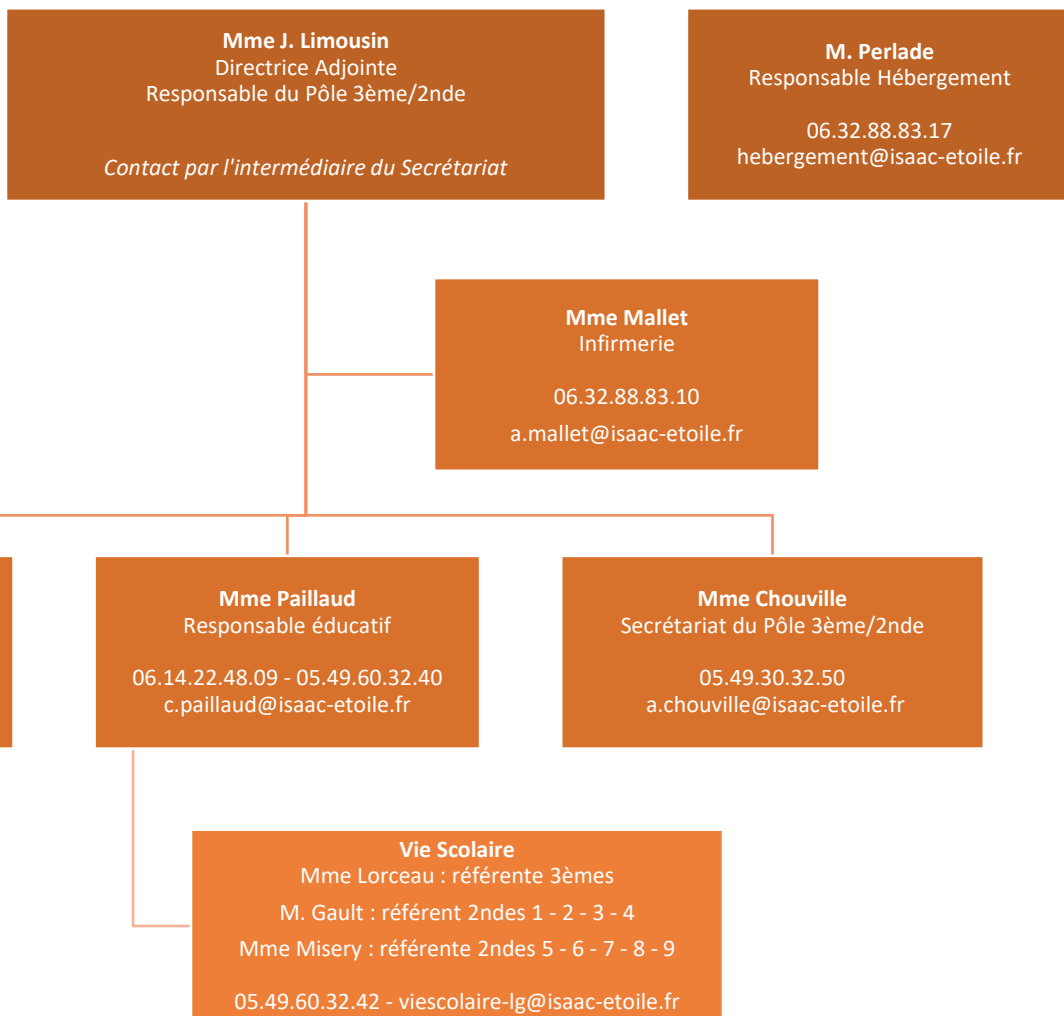 Mme J. Limousin
Directrice Adjointe
Responsable du Pôle 3ème/2nde
Contact par l'intermédiaire du Secrétariat
M. Perlade
Responsable Hébergement
06.32.88.83.17
hebergement@isaac-etoile.fr
Mme Mallet
Infirmerie
06.32.88.83.10
a.mallet@isaac-etoile.fr
Mme Paillaud
Responsable éducatif
06.14.22.48.09 - 05.49.60.32.40
c.paillaud@isaac-etoile.fr
Mme Chouville
Secrétariat du Pôle 3ème/2nde
05.49.30.32.50
a.chouville@isaac-etoile.fr
Vie Scolaire
Mme Lorceau : référente 3èmes
M. Gault : référent 2ndes 1 - 2 - 3 - 4
Mme Misery : référente 2ndes 5 - 6 - 7 - 8 - 9
05.49.60.32.42 - viescolaire-lg@isaac-etoile.fr